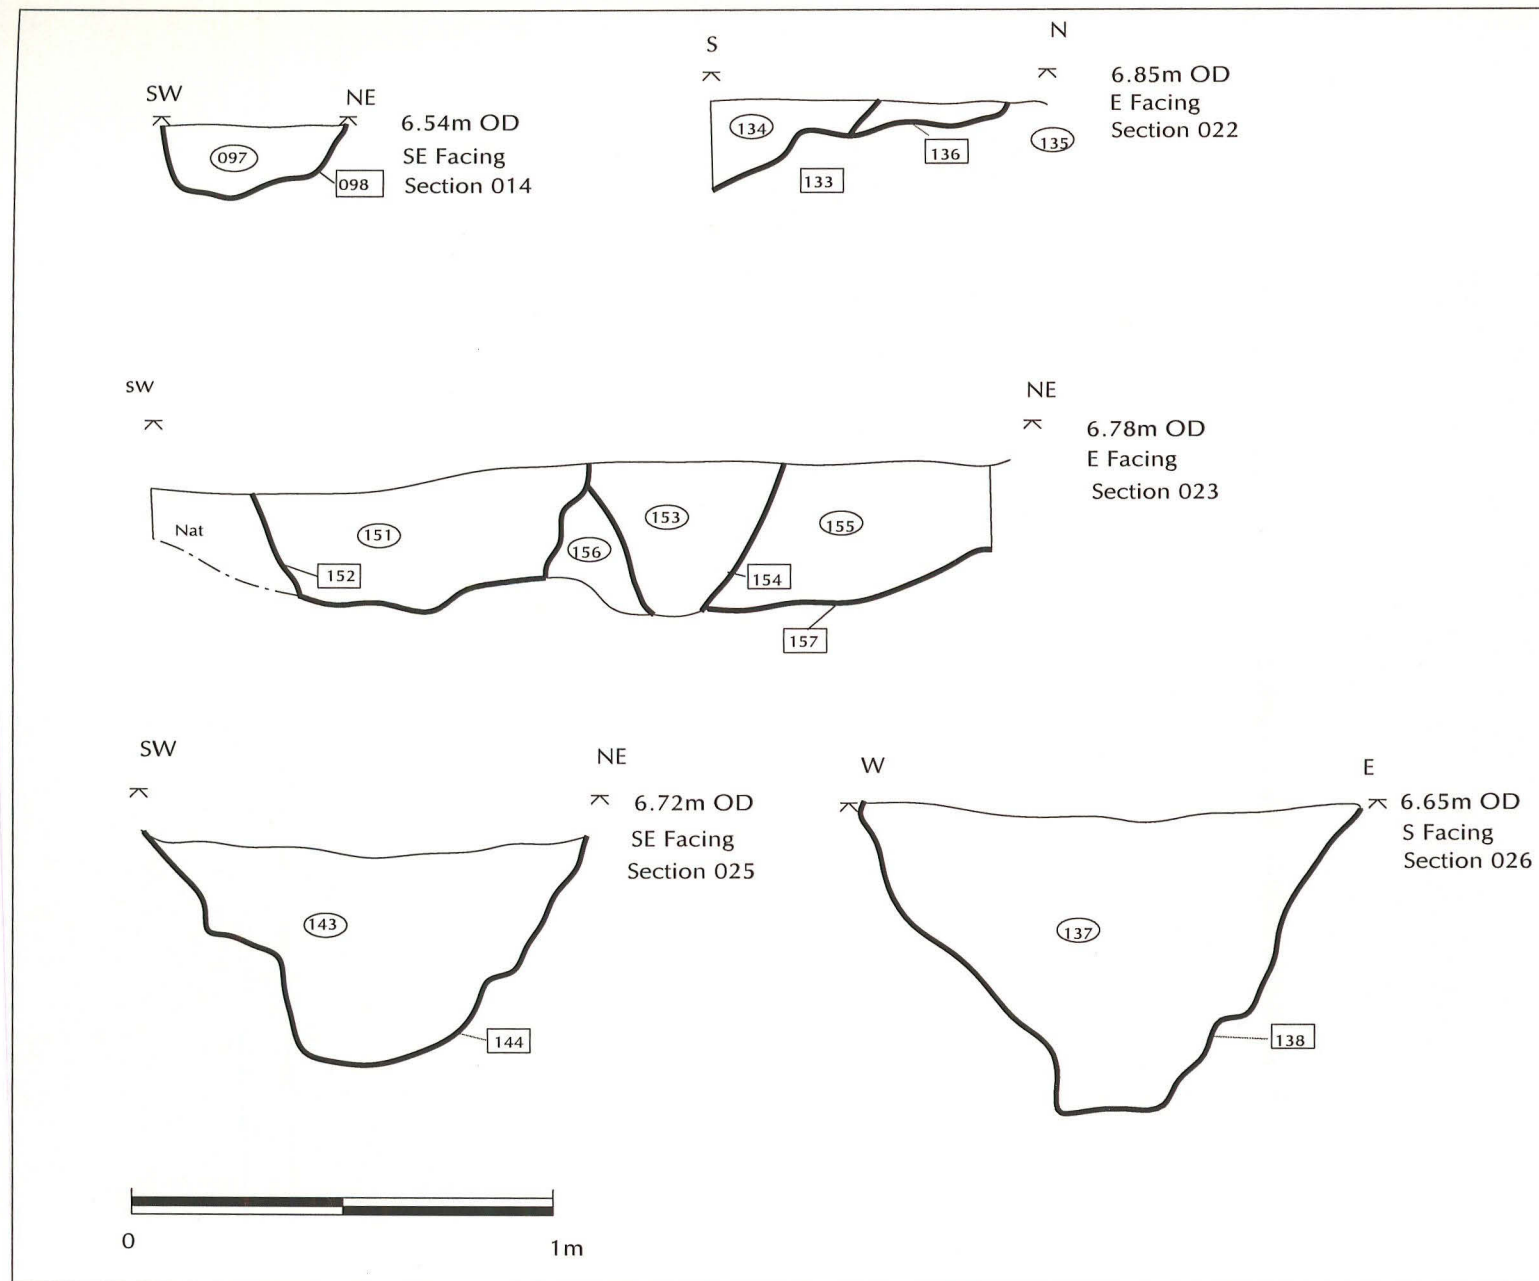 SW
NE
6.54m OD
SE Facing
Section 014
097
098
S
N
6.85m OD
E Facing
Section 022
134
133
136
135
SW
NE
6.78m OD
E Facing
Section 023
Nat
151
152
156
153
154
155
157
SW
NE
6.72m OD
SE Facing
Section 025
143
144
W
E
6.65m OD
S Facing
Section 026
137
138
0
1m